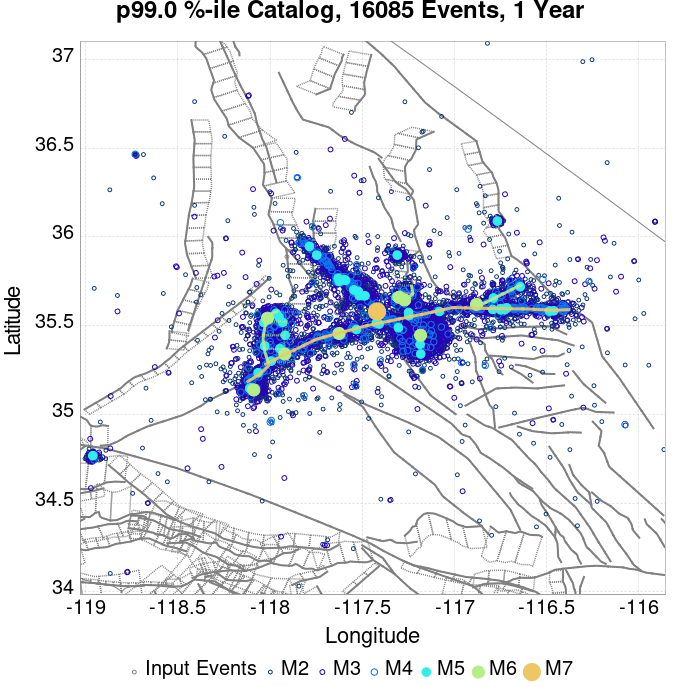 p99.0 %-ile Catalog, 16085 Events, 1 Year
37
36.5
36
35.5
35
34.5
34
Latitude
-119 -118.5 -118 -117.5 -117 -116.5 -116
Longitude
Input Events M2 M3 M4 M5 M6 M7